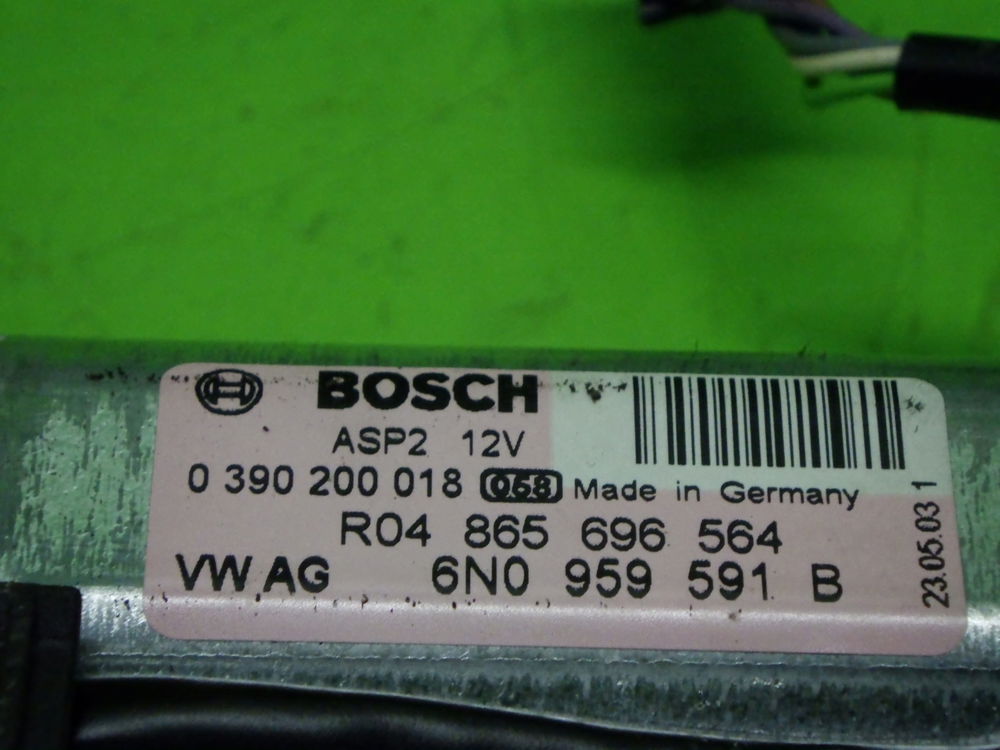 BOSCH
ASP2 12V
0 390 200 018 058 Made in Germany
R04 865 696 564
VW AG 6N0 959 591 B
23.05.03 1